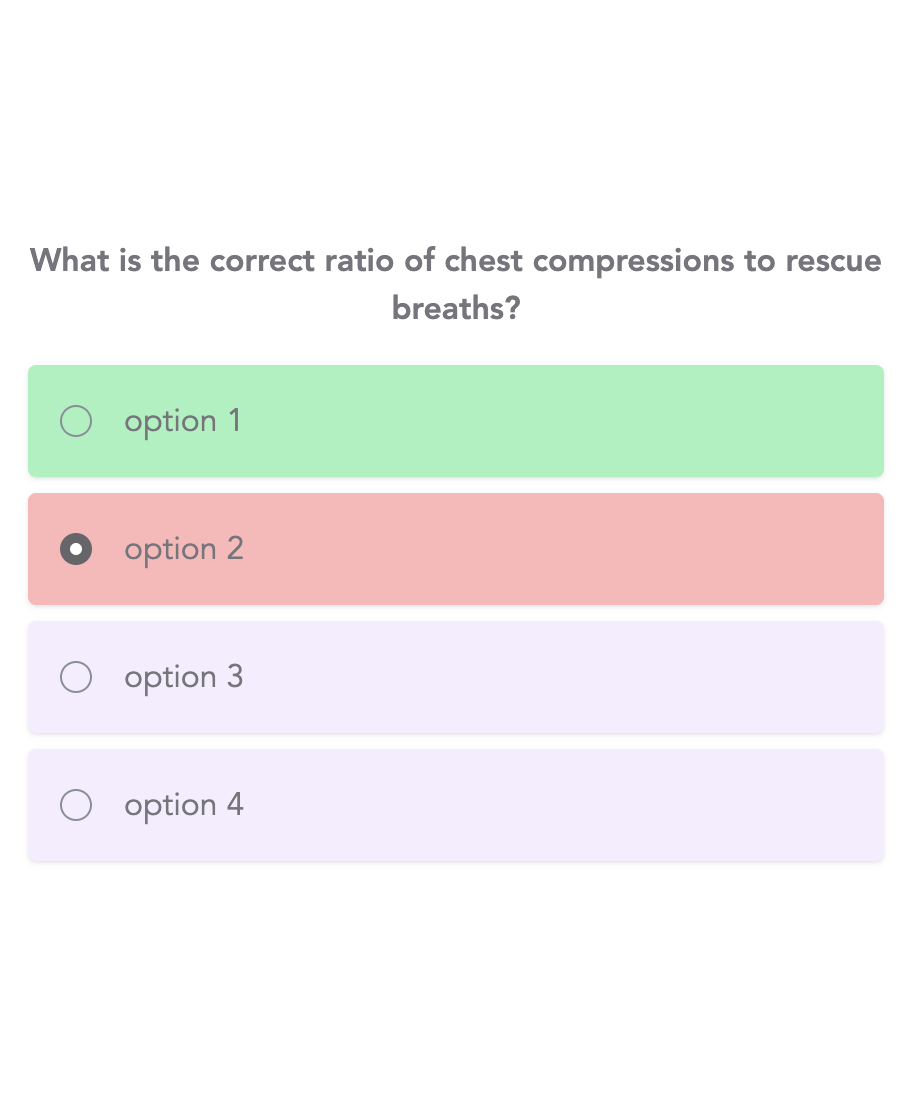 What is the correct ratio of chest compressions to rescue
breaths?
option 1
option 2
option 3
option 4